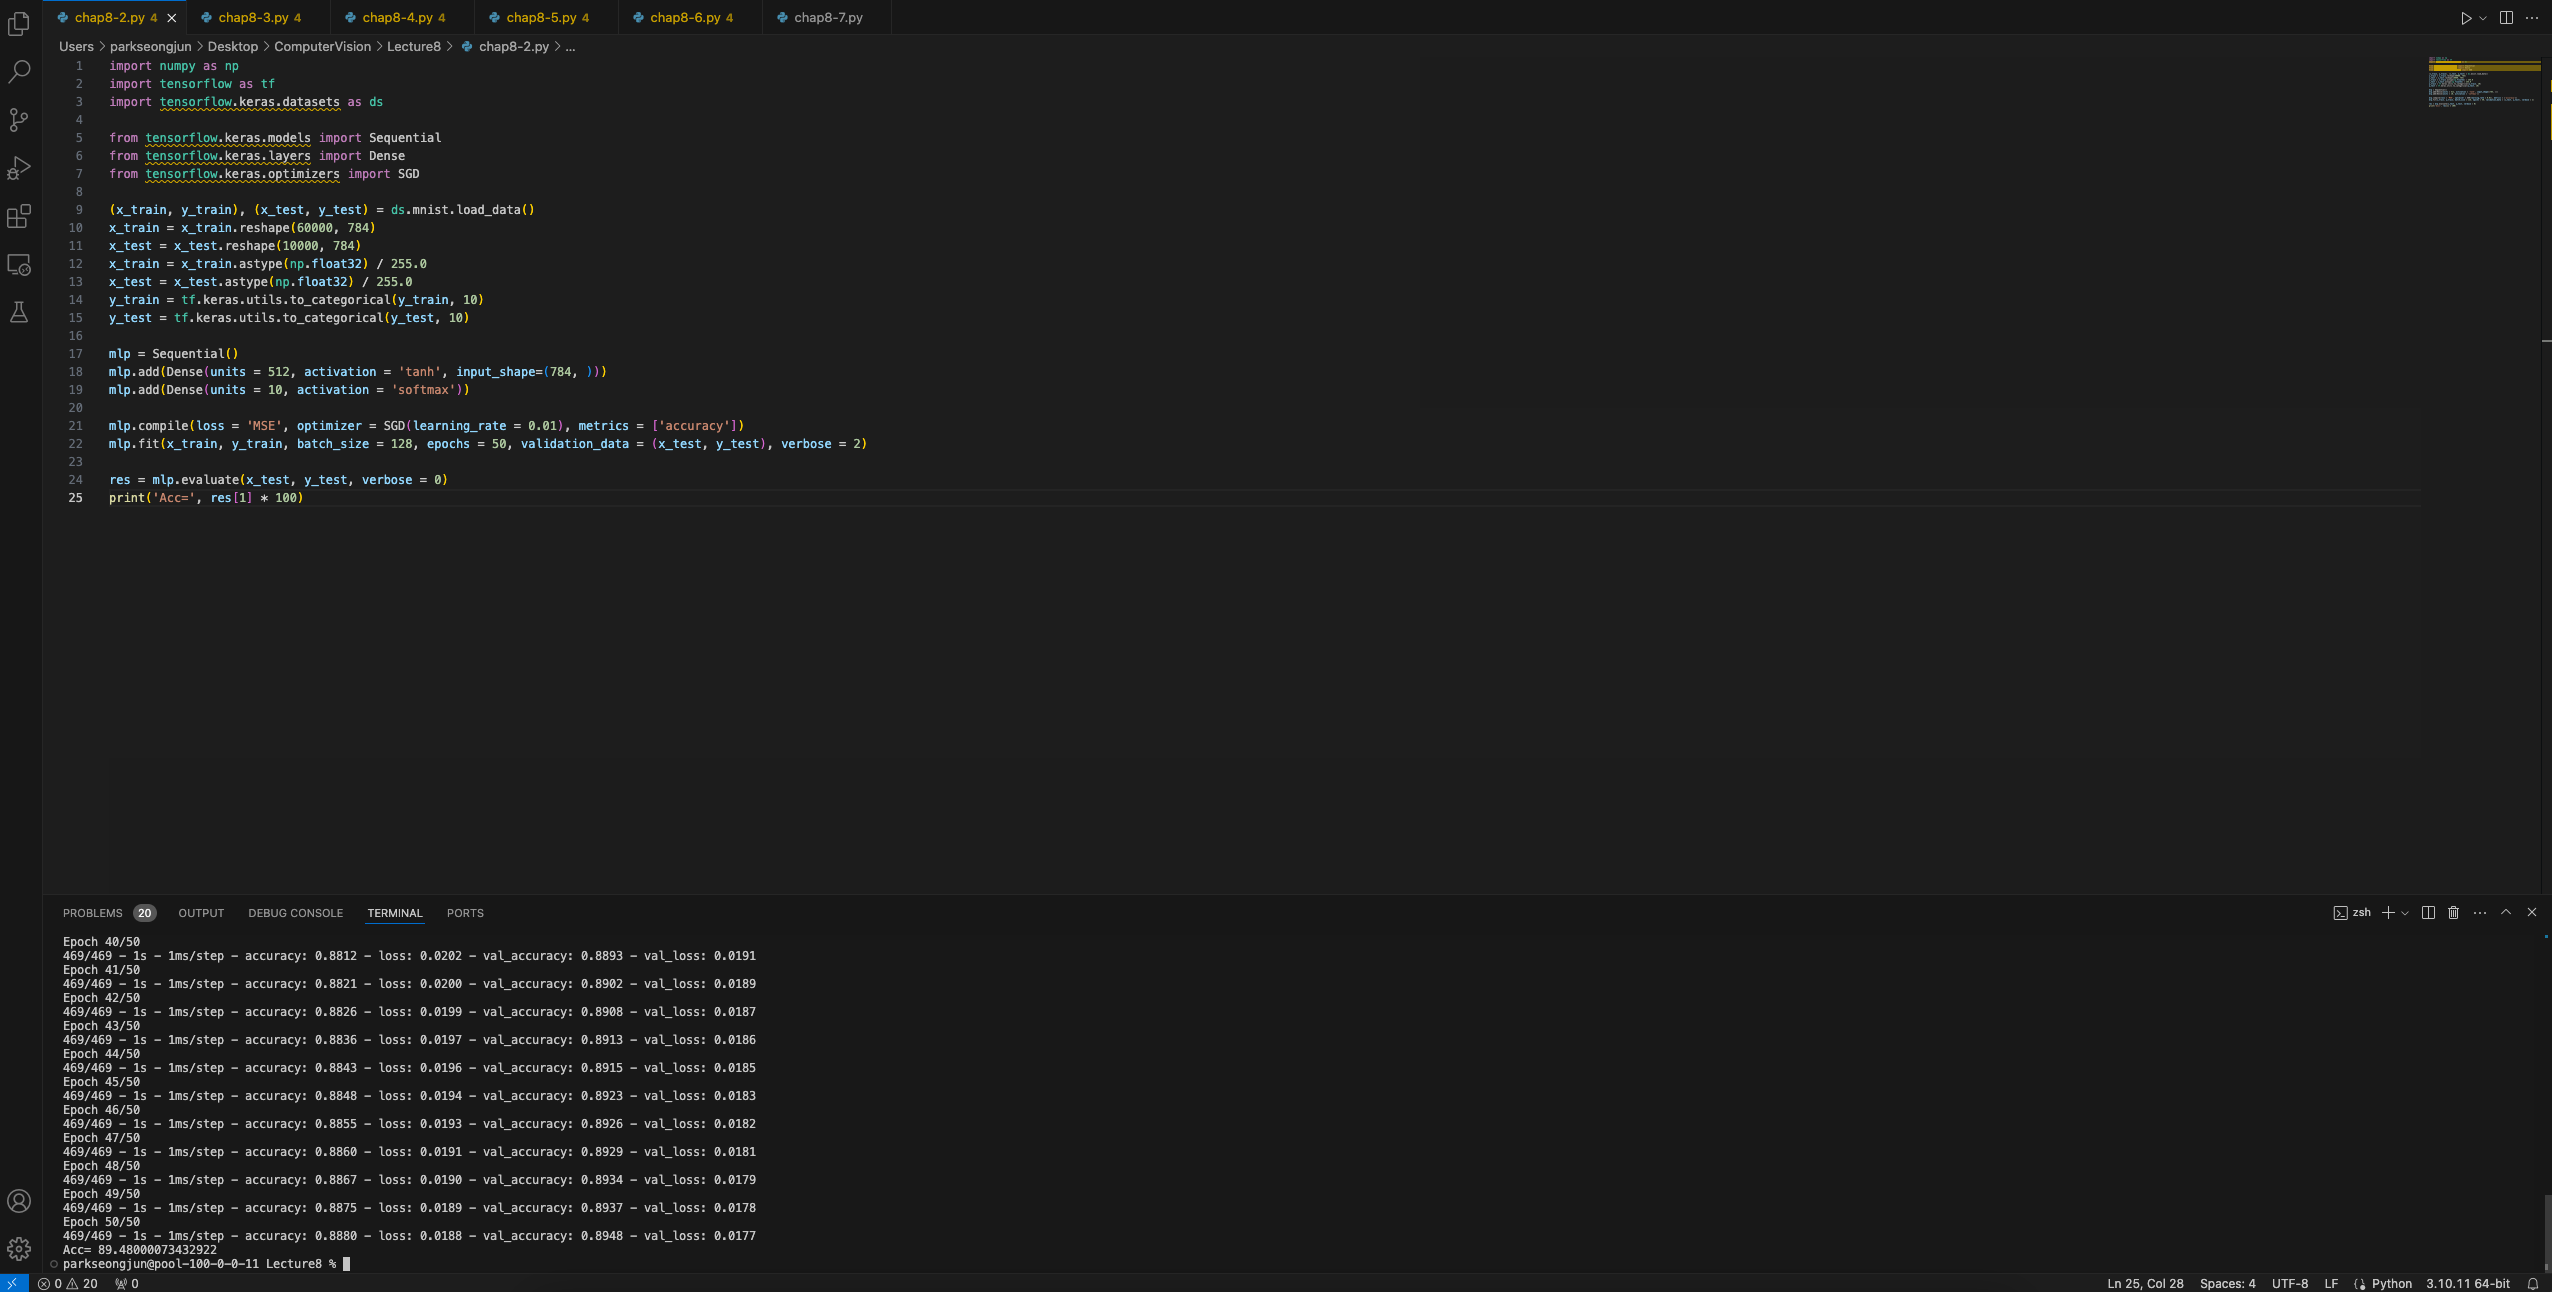 chap8-2.py 4 chap8-3.py 4 chap8-4.py 4 chap8-5.py 4 chap8-6.py 4 chap8-7.py
Users > parkseongjun > Desktop > ComputerVision > Lecture8 > chap8-2.py > ...
1 import numpy as np
2 import tensorflow as tf
3 import tensorflow.keras.datasets as ds
4
5 from tensorflow.keras.models import Sequential
6 from tensorflow.keras.layers import Dense
7 from tensorflow.keras.optimizers import SGD
8
9 (x_train, y_train), (x_test, y_test) = ds.mnist.load_data()
10 x_train = x_train.reshape(60000, 784)
11 x_test = x_test.reshape(10000, 784)
12 x_train = x_train.astype(np.float32) / 255.0
13 x_test = x_test.astype(np.float32) / 255.0
14 y_train = tf.keras.utils.to_categorical(y_train, 10)
15 y_test = tf.keras.utils.to_categorical(y_test, 10)
16
17 mlp = Sequential()
18 mlp.add(Dense(units = 512, activation = 'tanh', input_shape=(784, )))
19 mlp.add(Dense(units = 10, activation = 'softmax'))
20
21 mlp.compile(loss = 'MSE', optimizer = SGD(learning_rate = 0.01), metrics = ['accuracy'])
22 mlp.fit(x_train, y_train, batch_size = 128, epochs = 50, validation_data = (x_test, y_test), verbose = 2)
23
24 res = mlp.evaluate(x_test, y_test, verbose = 0)
25 print('Acc=', res[1] * 100)
PROBLEMS 20 OUTPUT DEBUG CONSOLE TERMINAL PORTS zsh
Epoch 40/50
469/469 - 1s - 1ms/step - accuracy: 0.8812 - loss: 0.0202 - val_accuracy: 0.8893 - val_loss: 0.0191
Epoch 41/50
469/469 - 1s - 1ms/step - accuracy: 0.8821 - loss: 0.0200 - val_accuracy: 0.8902 - val_loss: 0.0189
Epoch 42/50
469/469 - 1s - 1ms/step - accuracy: 0.8826 - loss: 0.0199 - val_accuracy: 0.8908 - val_loss: 0.0187
Epoch 43/50
469/469 - 1s - 1ms/step - accuracy: 0.8836 - loss: 0.0197 - val_accuracy: 0.8913 - val_loss: 0.0186
Epoch 44/50
469/469 - 1s - 1ms/step - accuracy: 0.8843 - loss: 0.0196 - val_accuracy: 0.8915 - val_loss: 0.0185
Epoch 45/50
469/469 - 1s - 1ms/step - accuracy: 0.8848 - loss: 0.0194 - val_accuracy: 0.8923 - val_loss: 0.0183
Epoch 46/50
469/469 - 1s - 1ms/step - accuracy: 0.8855 - loss: 0.0193 - val_accuracy: 0.8926 - val_loss: 0.0182
Epoch 47/50
469/469 - 1s - 1ms/step - accuracy: 0.8860 - loss: 0.0191 - val_accuracy: 0.8929 - val_loss: 0.0181
Epoch 48/50
469/469 - 1s - 1ms/step - accuracy: 0.8867 - loss: 0.0190 - val_accuracy: 0.8934 - val_loss: 0.0179
Epoch 49/50
469/469 - 1s - 1ms/step - accuracy: 0.8875 - loss: 0.0189 - val_accuracy: 0.8937 - val_loss: 0.0178
Epoch 50/50
469/469 - 1s - 1ms/step - accuracy: 0.8880 - loss: 0.0188 - val_accuracy: 0.8948 - val_loss: 0.0177
Acc= 89.48000073432922
parkseongjun@pool-100-0-0-11 Lecture8 %
0 20 0 Ln 25, Col 28 Spaces: 4 UTF-8 LF Python 3.10.11 64-bit